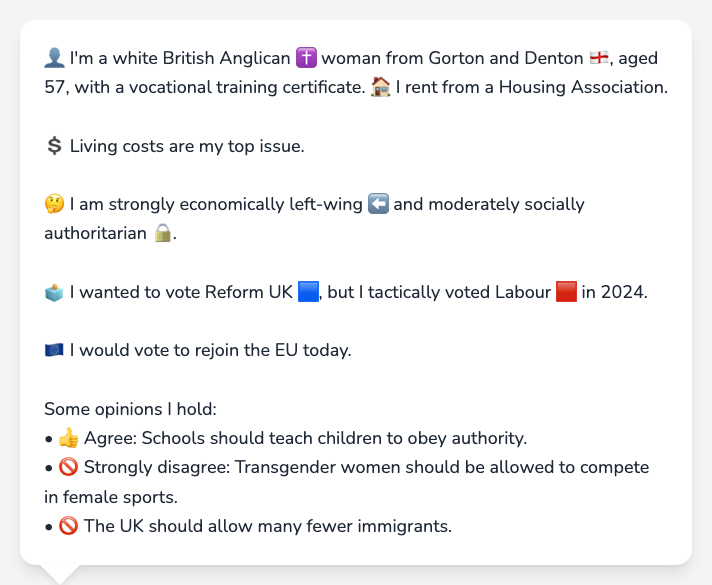 👤 I'm a white British Anglican ✝️ woman from Gorton and Denton 🏴󠁧󠁢󠁥󠁮󠁧󠁿, aged
57, with a vocational training certificate. 🏠 I rent from a Housing Association.
💲 Living costs are my top issue.
🤔 I am strongly economically left-wing ⬅️ and moderately socially
authoritarian 🔒.
🗳️ I wanted to vote Reform UK 🟦, but I tactically voted Labour 🟥 in 2024.
🇪🇺 I would vote to rejoin the EU today.
Some opinions I hold:
• 👍 Agree: Schools should teach children to obey authority.
• 🚫 Strongly disagree: Transgender women should be allowed to compete
in female sports.
• 🚫 The UK should allow many fewer immigrants.